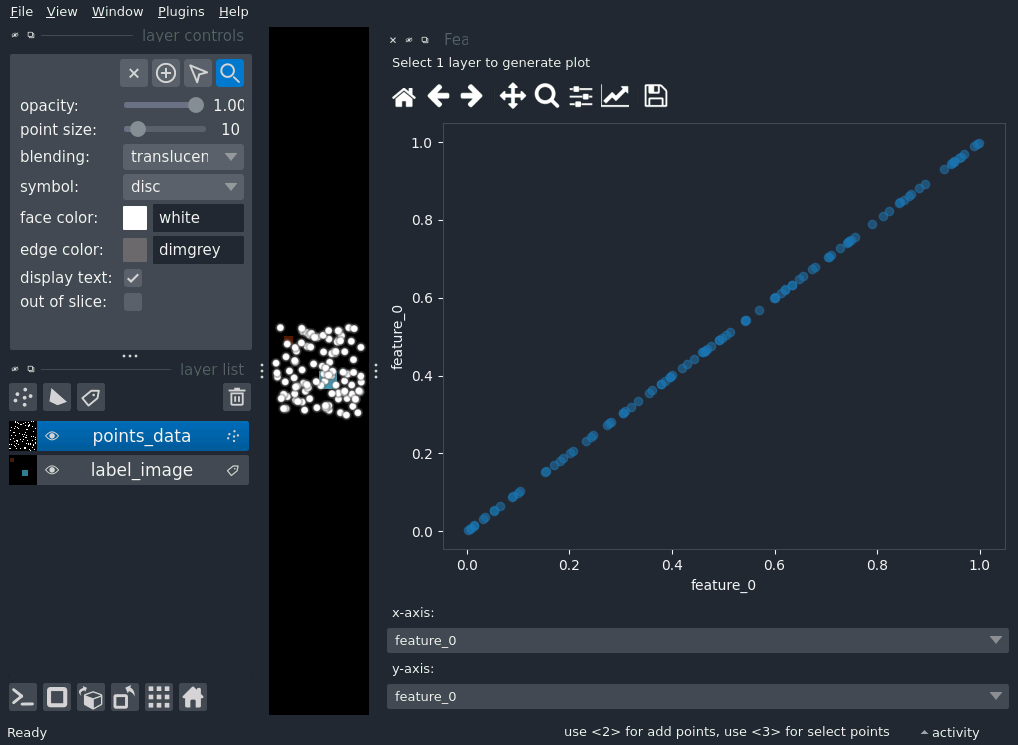 File View Window Plugins Help
layer controls
opacity: 1.00
point size: 10
blending: translucen
symbol: disc
face color: white
edge color: dimgrey
display text:
out of slice:
layer list
points_data
label_image
Ready
Fea
Select 1 layer to generate plot
1.0
0.8
0.6
0.4
0.2
0.0
feature_0
0.0 0.2 0.4 0.6 0.8 1.0
feature_0
x-axis:
feature_0
y-axis:
feature_0
use <2> for add points, use <3> for select points
activity